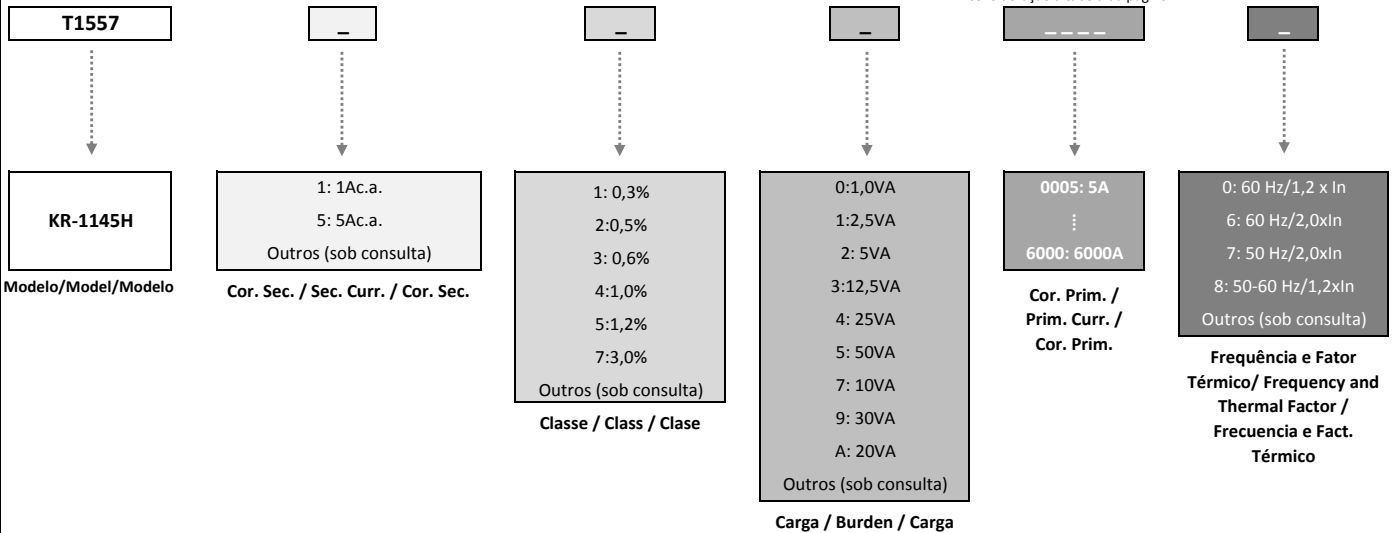 T1557
_
_
_
_ _ _ _
_
KR-1145H
Modelo/Model/Modelo
1: 1Ac.a.
5: 5Ac.a.
Outros (sob consulta)
Cor. Sec. / Sec. Curr. / Cor. Sec.
1: 0,3%
2:0,5%
3: 0,6%
4:1,0%
5:1,2%
7:3,0%
Outros (sob consulta)
Classe / Class / Clase
0:1,0VA
1:2,5VA
2: 5VA
3:12,5VA
4: 25VA
5: 50VA
7: 10VA
9: 30VA
A: 20VA
Outros (sob consulta)
Carga / Burden / Carga
0005: 5A
⋮
6000: 6000A
Cor. Prim. /
Prim. Curr. /
Cor. Prim.
0: 60 Hz/1,2 x In
6: 60 Hz/2,0xIn
7: 50 Hz/2,0xIn
8: 50-60 Hz/1,2xIn
Outros (sob consulta)
Frequência e Fator
Térmico/ Frequency and
Thermal Factor /
Frecuencia e Fact.
Térmico